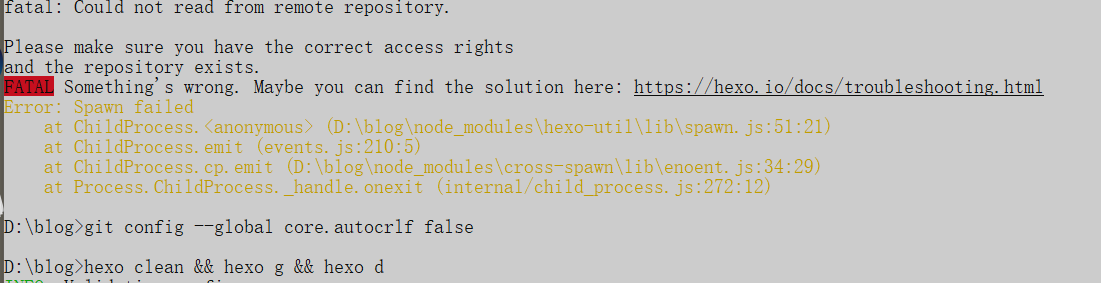 fatal: Could not read from remote repository.
Please make sure you have the correct access rights
and the repository exists.
FATAL Something's wrong. Maybe you can find the solution here: https://hexo.io/docs/troubleshooting.html
Error: Spawn failed
    at ChildProcess.<anonymous> (D:\blog\node_modules\hexo-util\lib\spawn.js:51:21)
    at ChildProcess.emit (events.js:210:5)
    at ChildProcess.cp.emit (D:\blog\node_modules\cross-spawn\lib\enoent.js:34:29)
    at Process.ChildProcess._handle.onexit (internal/child_process.js:272:12)
D:\blog>git config --global core.autocrlf false
D:\blog>hexo clean && hexo g && hexo d